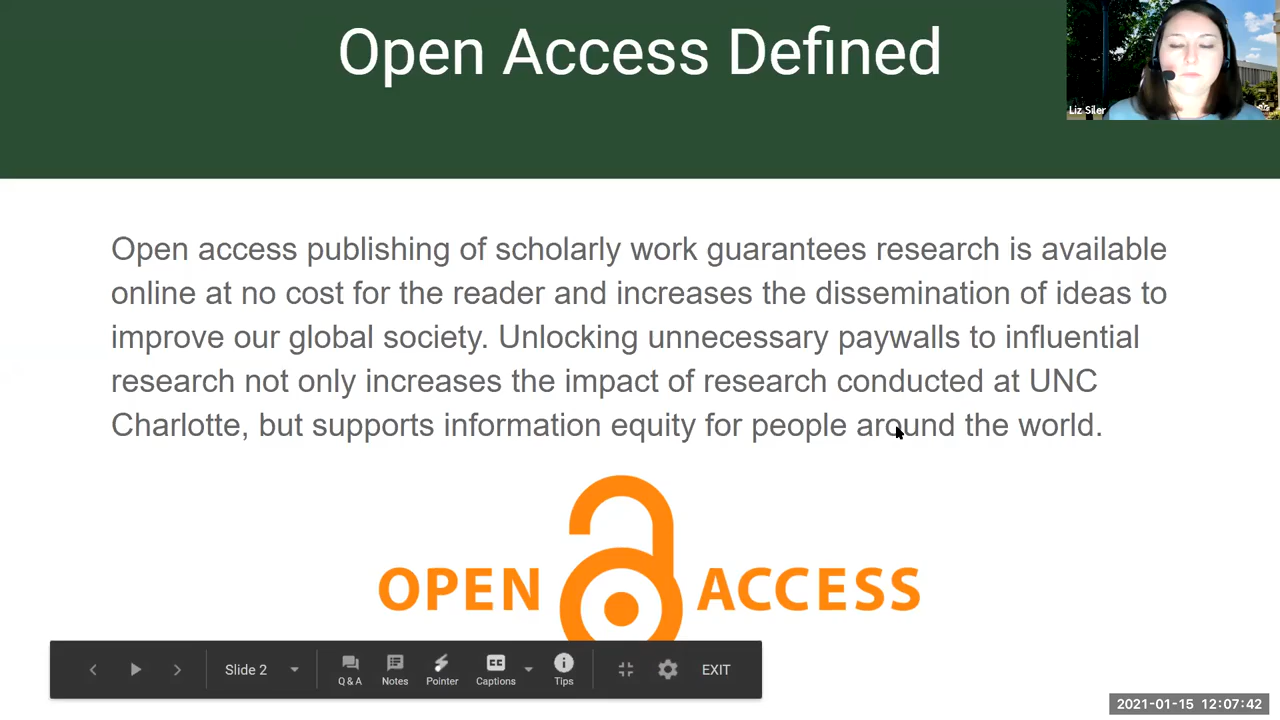 Open Access Defined
Liz Siler
Open access publishing of scholarly work guarantees research is available
online at no cost for the reader and increases the dissemination of ideas to
improve our global society. Unlocking unnecessary paywalls to influential
research not only increases the impact of research conducted at UNC
Charlotte, but supports information equity for people around the world.
OPEN ACCESS
Slide 2
Q & A
Notes
Pointer
CC
Captions
Tips
EXIT
2021-01-15 12:07:42